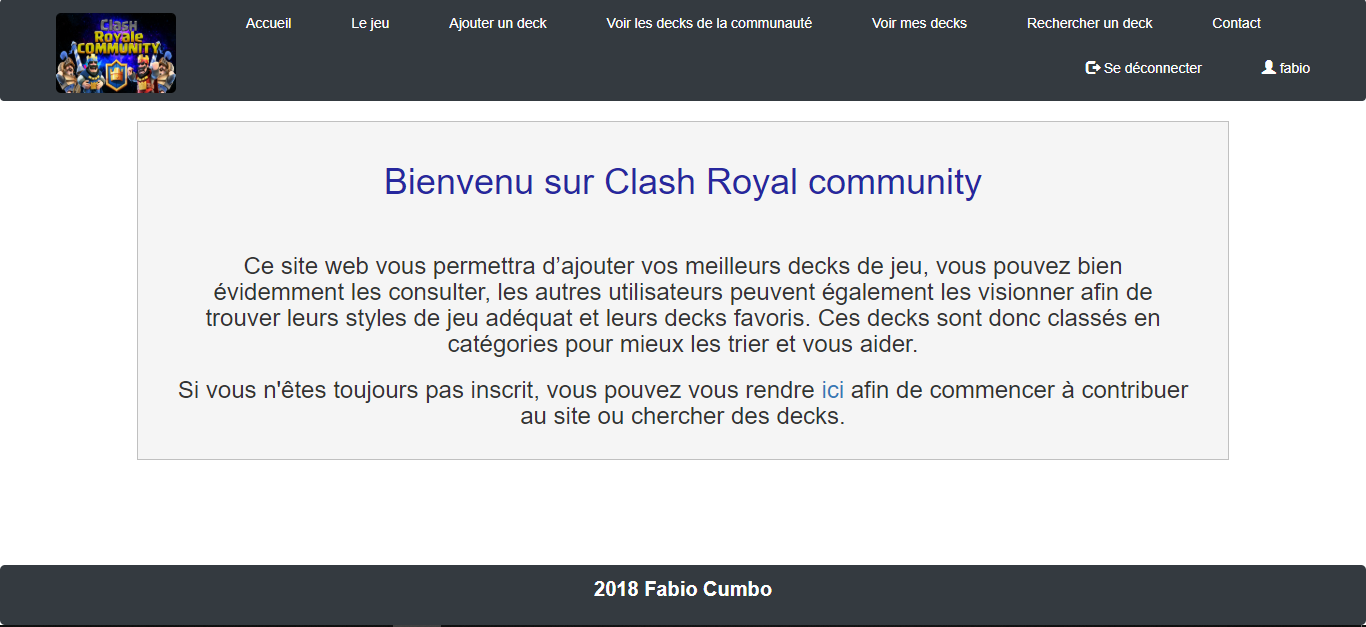 Clash
Royale
COMMUNITY
Accueil Le jeu Ajouter un deck Voir les decks de la communauté Voir mes decks Rechercher un deck Contact
Se déconnecter fabio
Bienvenu sur Clash Royal community
Ce site web vous permettra d’ajouter vos meilleurs decks de jeu, vous pouvez bien
évidemment les consulter, les autres utilisateurs peuvent également les visionner afin de
trouver leurs styles de jeu adéquat et leurs decks favoris. Ces decks sont donc classés en
catégories pour mieux les trier et vous aider.
Si vous n'êtes toujours pas inscrit, vous pouvez vous rendre ici afin de commencer à contribuer
au site ou chercher des decks.
2018 Fabio Cumbo